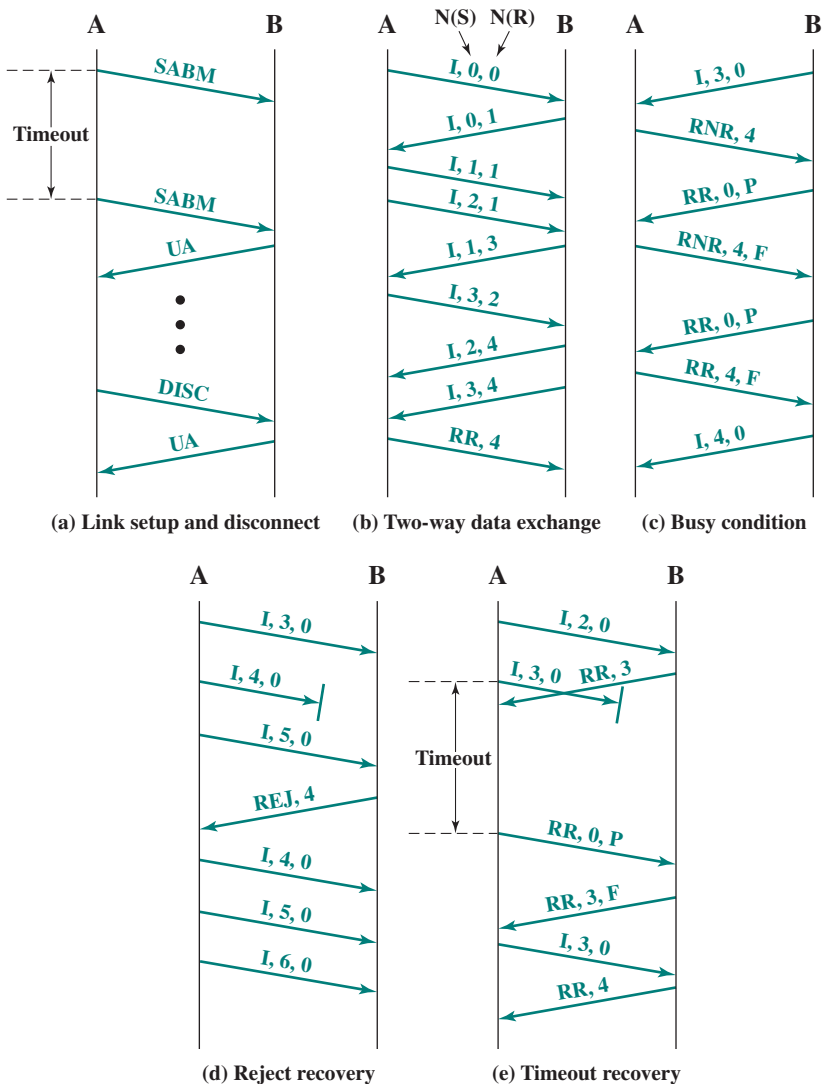 N(S) N(R)
A B
SABM
Timeout
SABM
UA
DISC
UA
(a) Link setup and disconnect
A B
I, 0, 0
I, 0, 1
I, 1, 1
I, 2, 1
I, 1, 3
I, 3, 2
I, 2, 4
I, 3, 4
RR, 4
(b) Two-way data exchange
A B
I, 3, 0
RNR, 4
RR, 0, P
RNR, 4, F
RR, 0, P
RR, 4, F
I, 4, 0
(c) Busy condition
A B
I, 3, 0
I, 4, 0
I, 5, 0
REJ, 4
I, 4, 0
I, 5, 0
I, 6, 0
(d) Reject recovery
A B
I, 2, 0
I, 3, 0 RR, 3
Timeout
RR, 0, P
RR, 3, F
I, 3, 0
RR, 4
(e) Timeout recovery